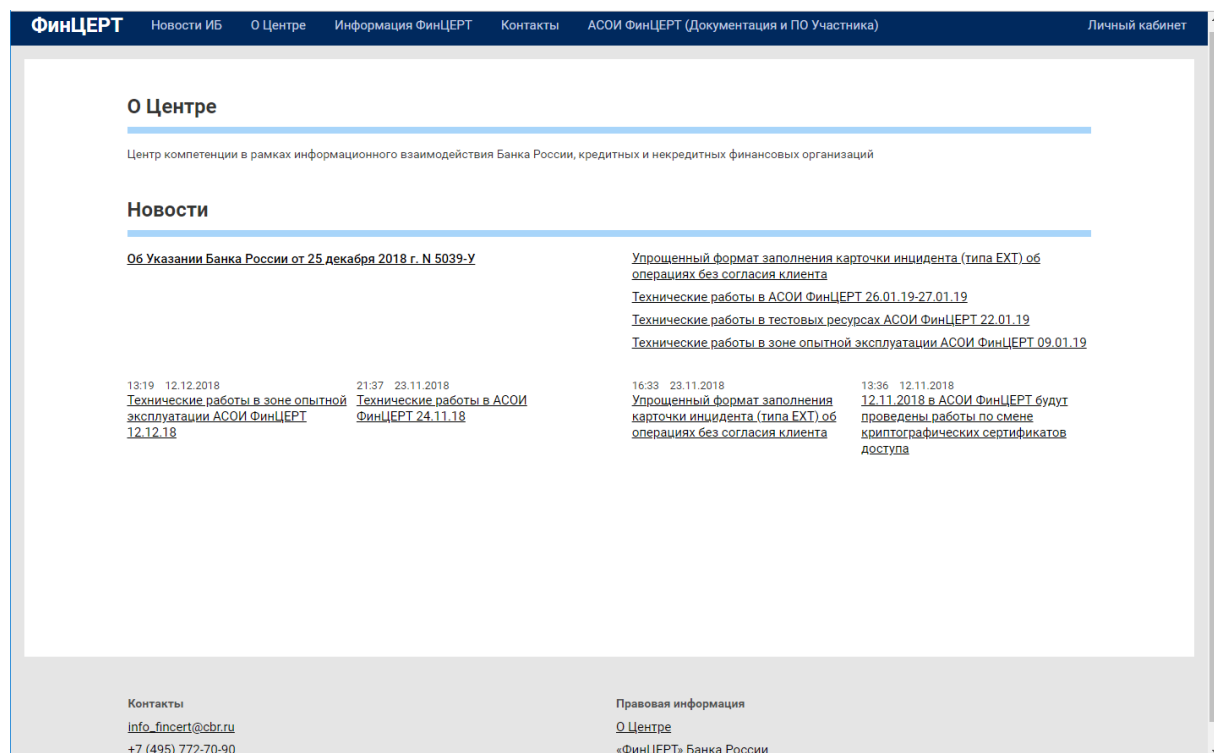 ФинЦЕРТ Новости ИБ О Центре Информация ФинЦЕРТ Контакты АСОИ ФинЦЕРТ (Документация и ПО Участника) Личный кабинет
О Центре
Центр компетенции в рамках информационного взаимодействия Банка России, кредитных и некредитных финансовых организаций
Новости
Об Указании Банка России от 25 декабря 2018 г. N 5039-У
Упрощенный формат заполнения карточки инцидента (типа EXT) об
операциях без согласия клиента
Технические работы в АСОИ ФинЦЕРТ 26.01.19-27.01.19
Технические работы в тестовых ресурсах АСОИ ФинЦЕРТ 22.01.19
Технические работы в зоне опытной эксплуатации АСОИ ФинЦЕРТ 09.01.19
13:19 12.12.2018
Технические работы в зоне опытной
эксплуатации АСОИ ФинЦЕРТ
12.12.18
21:37 23.11.2018
Технические работы в АСОИ
ФинЦЕРТ 24.11.18
16:33 23.11.2018
Упрощенный формат заполнения
карточки инцидента (типа EXT) об
операциях без согласия клиента
13:36 12.11.2018
12.11.2018 в АСОИ ФинЦЕРТ будут
проведены работы по смене
криптографических сертификатов
доступа
Контакты
info_fincert@cbr.ru
+7 (495) 772-70-90
Правовая информация
О Центре
«ФинЦЕРТ» Банка России